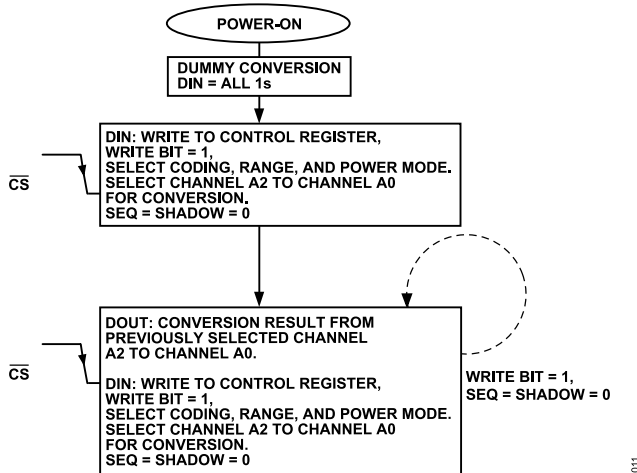 POWER-ON
DUMMY CONVERSION
DIN = ALL 1s
DIN: WRITE TO CONTROL REGISTER,
WRITE BIT = 1,
SELECT CODING, RANGE, AND POWER MODE.
SELECT CHANNEL A2 TO CHANNEL A0
FOR CONVERSION.
SEQ = SHADOW = 0
CS
DOUT: CONVERSION RESULT FROM
PREVIOUSLY SELECTED CHANNEL
A2 TO CHANNEL A0.
DIN: WRITE TO CONTROL REGISTER,
WRITE BIT = 1,
SELECT CODING, RANGE, AND POWER MODE.
SELECT CHANNEL A2 TO CHANNEL A0
FOR CONVERSION.
SEQ = SHADOW = 0
CS
WRITE BIT = 1,
SEQ = SHADOW = 0
011